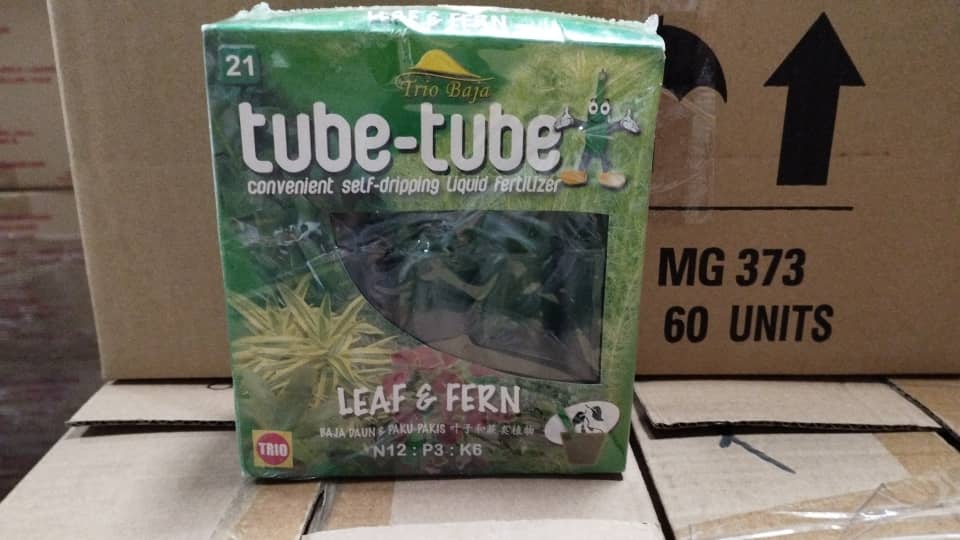 LEAF & FERN
21
Trio Baja
tube-tube
convenient self-dripping liquid fertilizer
MG 373
60 UNITS
LEAF & FERN
BAJA DAUN & PAKU-PAKIS 叶子和蕨类植物
TRIO
N12 : P3 : K6